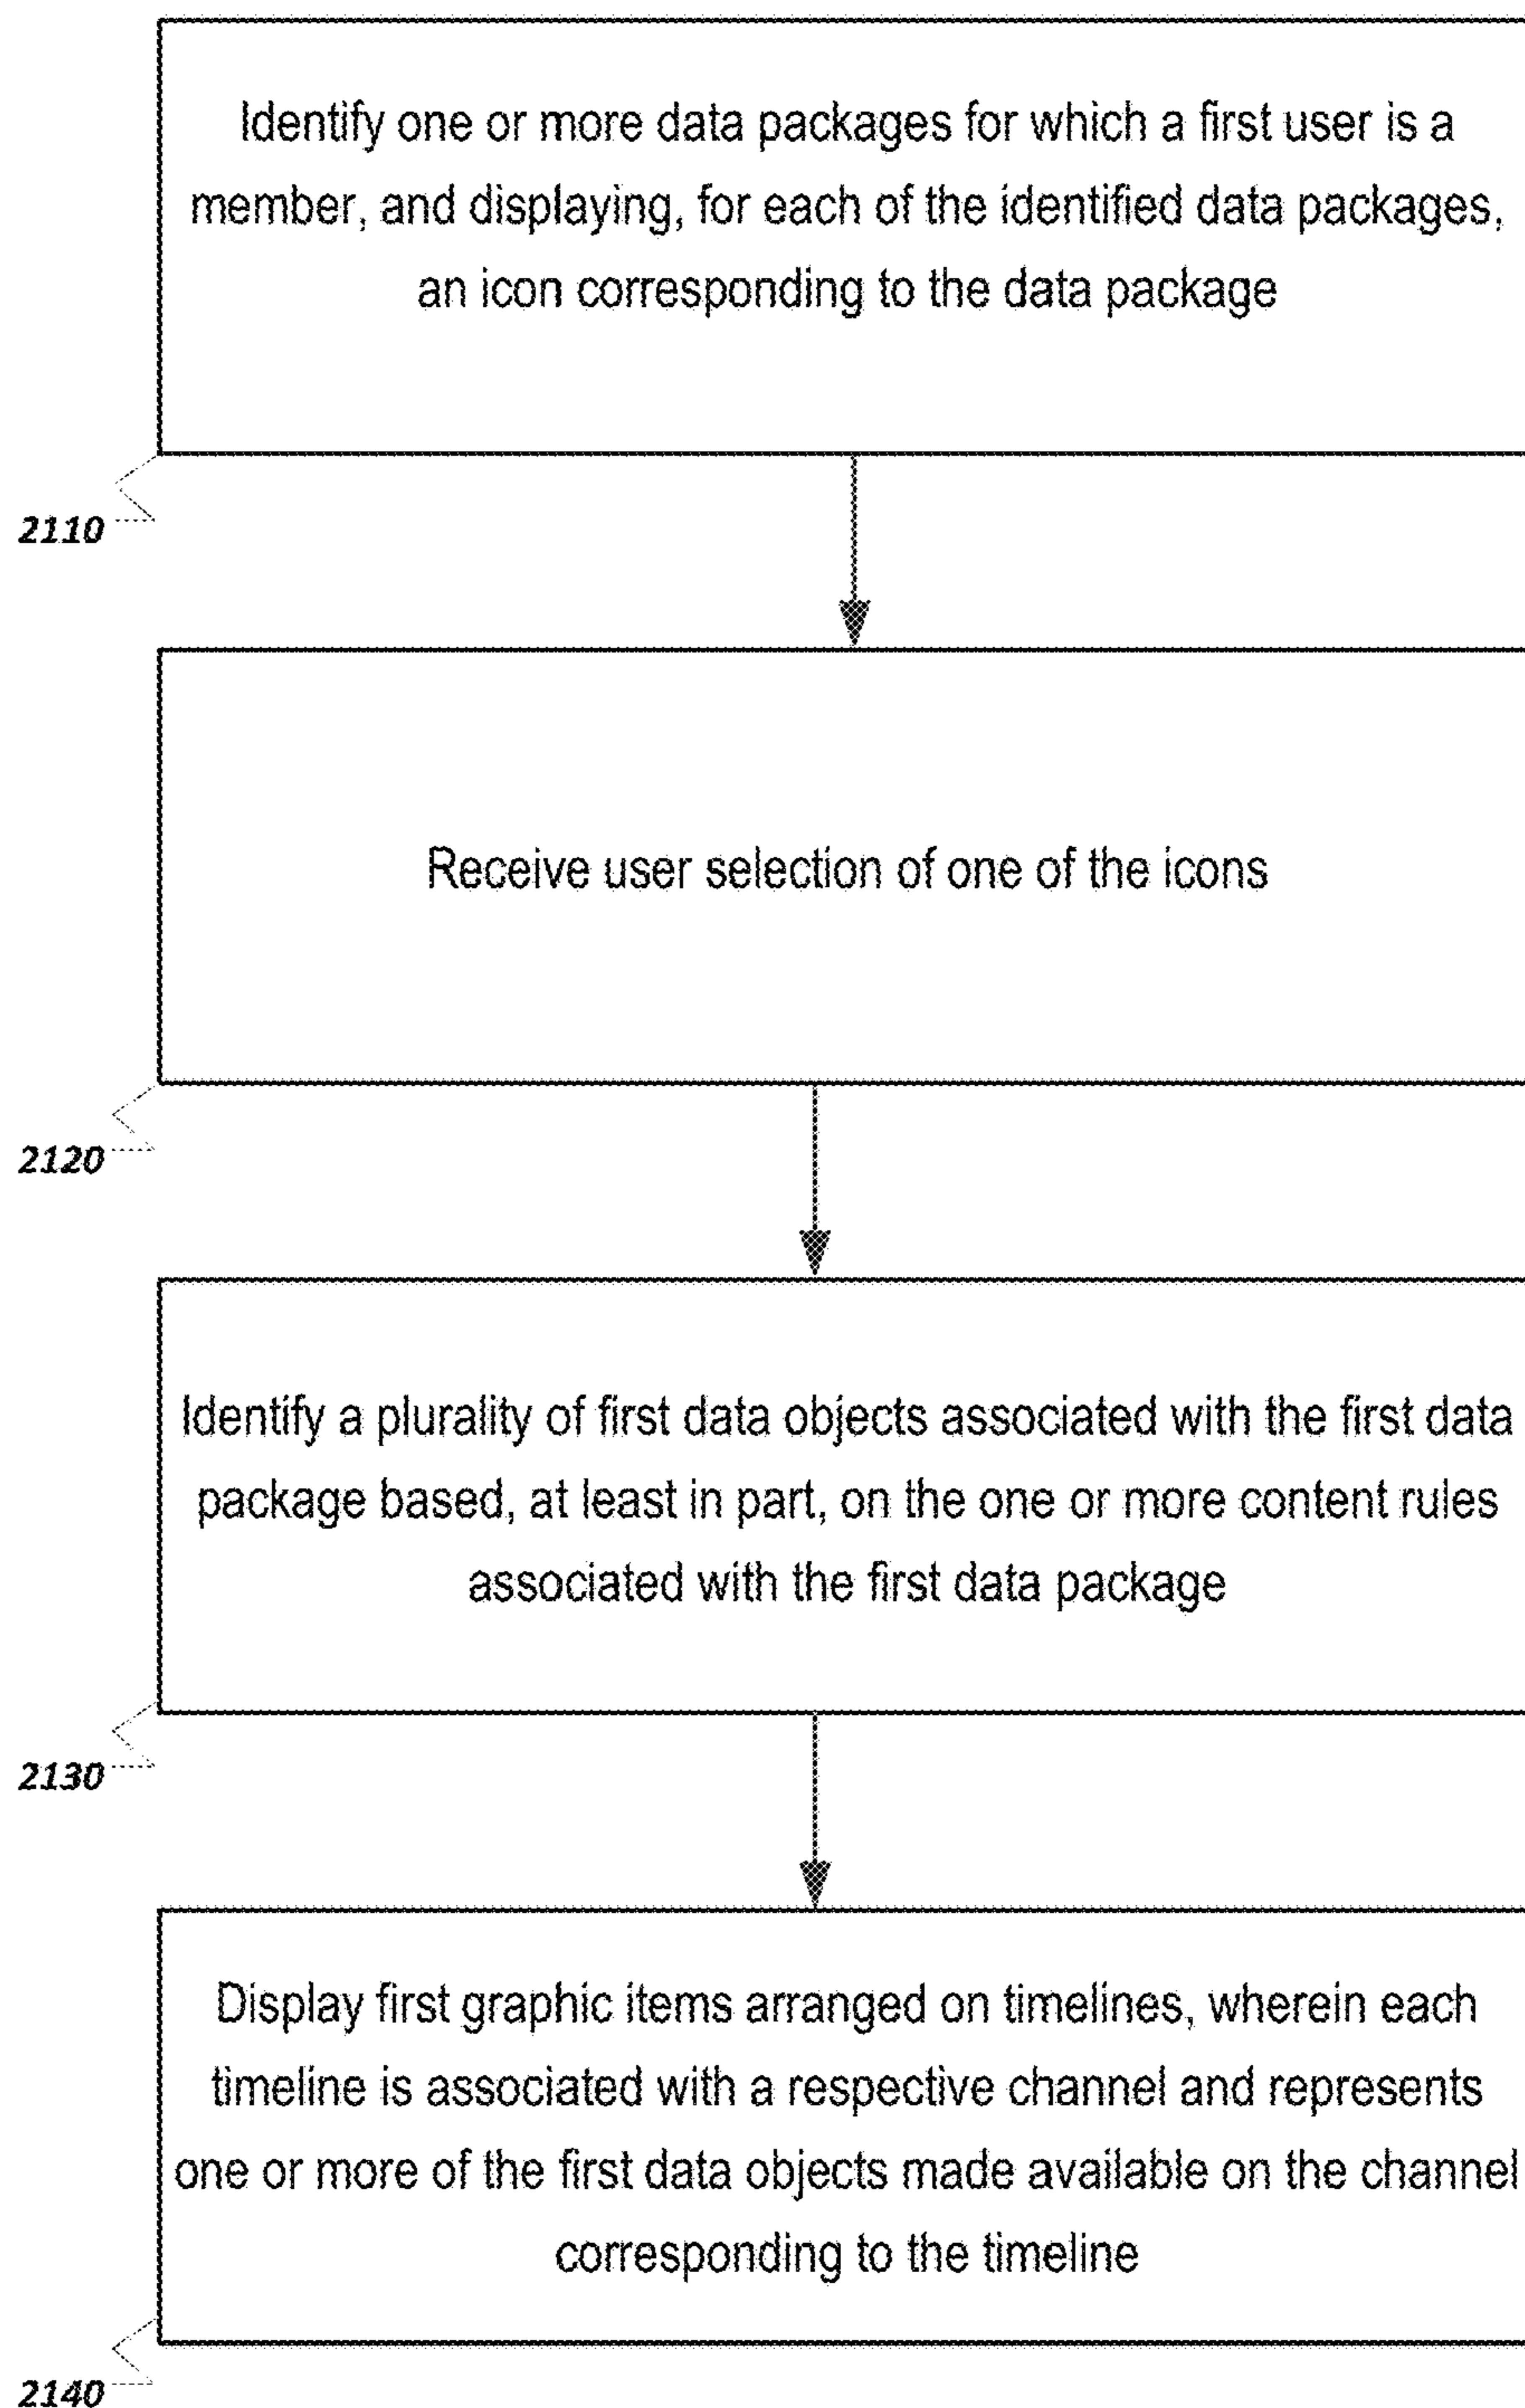 Identify one or more data packages for which a first user is a
member, and displaying, for each of the identified data packages,
an icon corresponding to the data package
2110
Receive user selection of one of the icons
2120
Identify a plurality of first data objects associated with the first data
package based, at least in part, on the one or more content rules
associated with the first data package
2130
Display first graphic items arranged on timelines, wherein each
timeline is associated with a respective channel and represents
one or more of the first data objects made available on the channel
corresponding to the timeline
2140